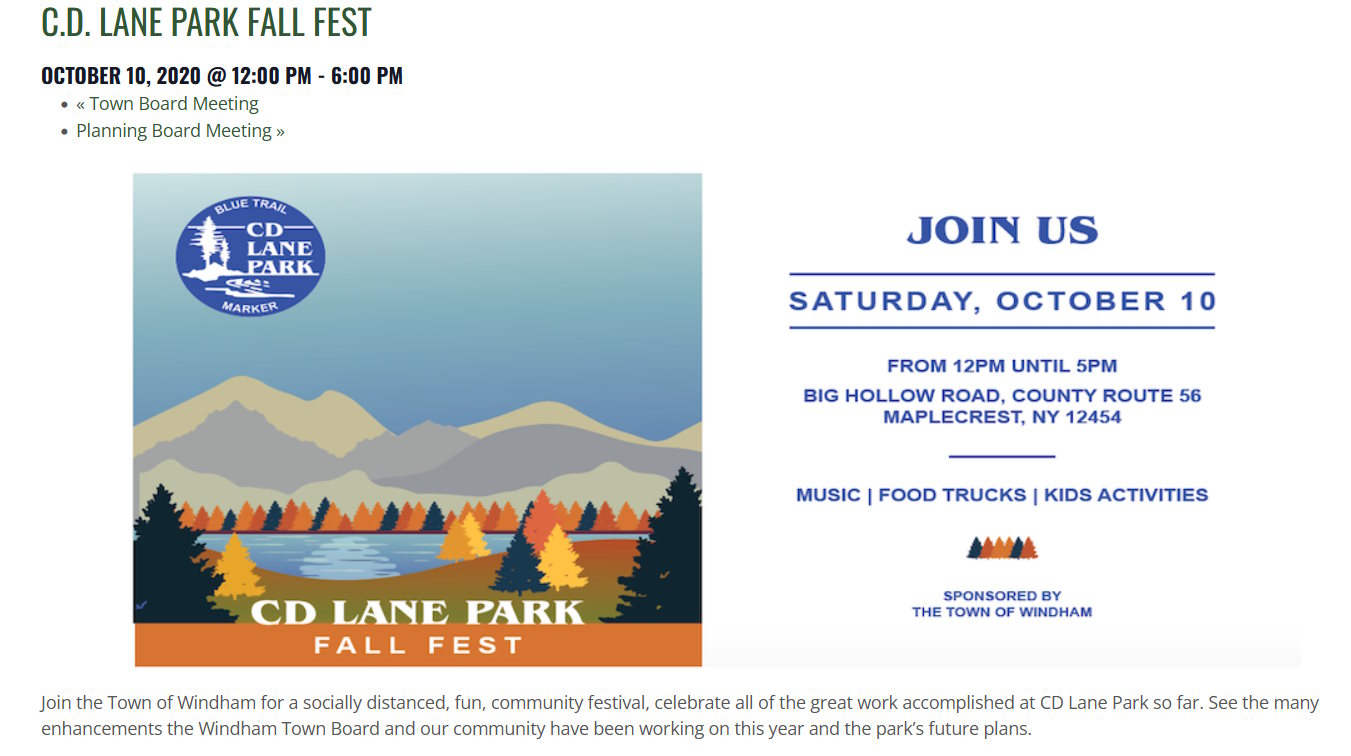 C.D. LANE PARK FALL FEST
OCTOBER 10, 2020 @ 12:00 PM - 6:00 PM
• « Town Board Meeting
• Planning Board Meeting »
BLUE TRAIL
CD
LANE
PARK
MARKER
CD LANE PARK
FALL FEST
JOIN US
SATURDAY, OCTOBER 10
FROM 12PM UNTIL 5PM
BIG HOLLOW ROAD, COUNTY ROUTE 56
MAPLECREST, NY 12454
MUSIC | FOOD TRUCKS | KIDS ACTIVITIES
SPONSORED BY
THE TOWN OF WINDHAM
Join the Town of Windham for a socially distanced, fun, community festival, celebrate all of the great work accomplished at CD Lane Park so far. See the many
enhancements the Windham Town Board and our community have been working on this year and the park’s future plans.